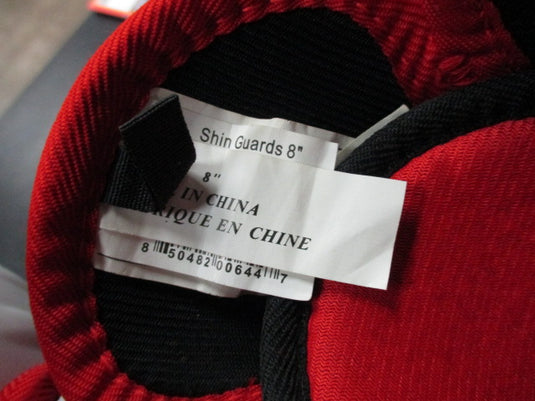 Shin Guards 8"
8"
IN CHINA
RIQUE EN CHINE
8 50482 00644 7